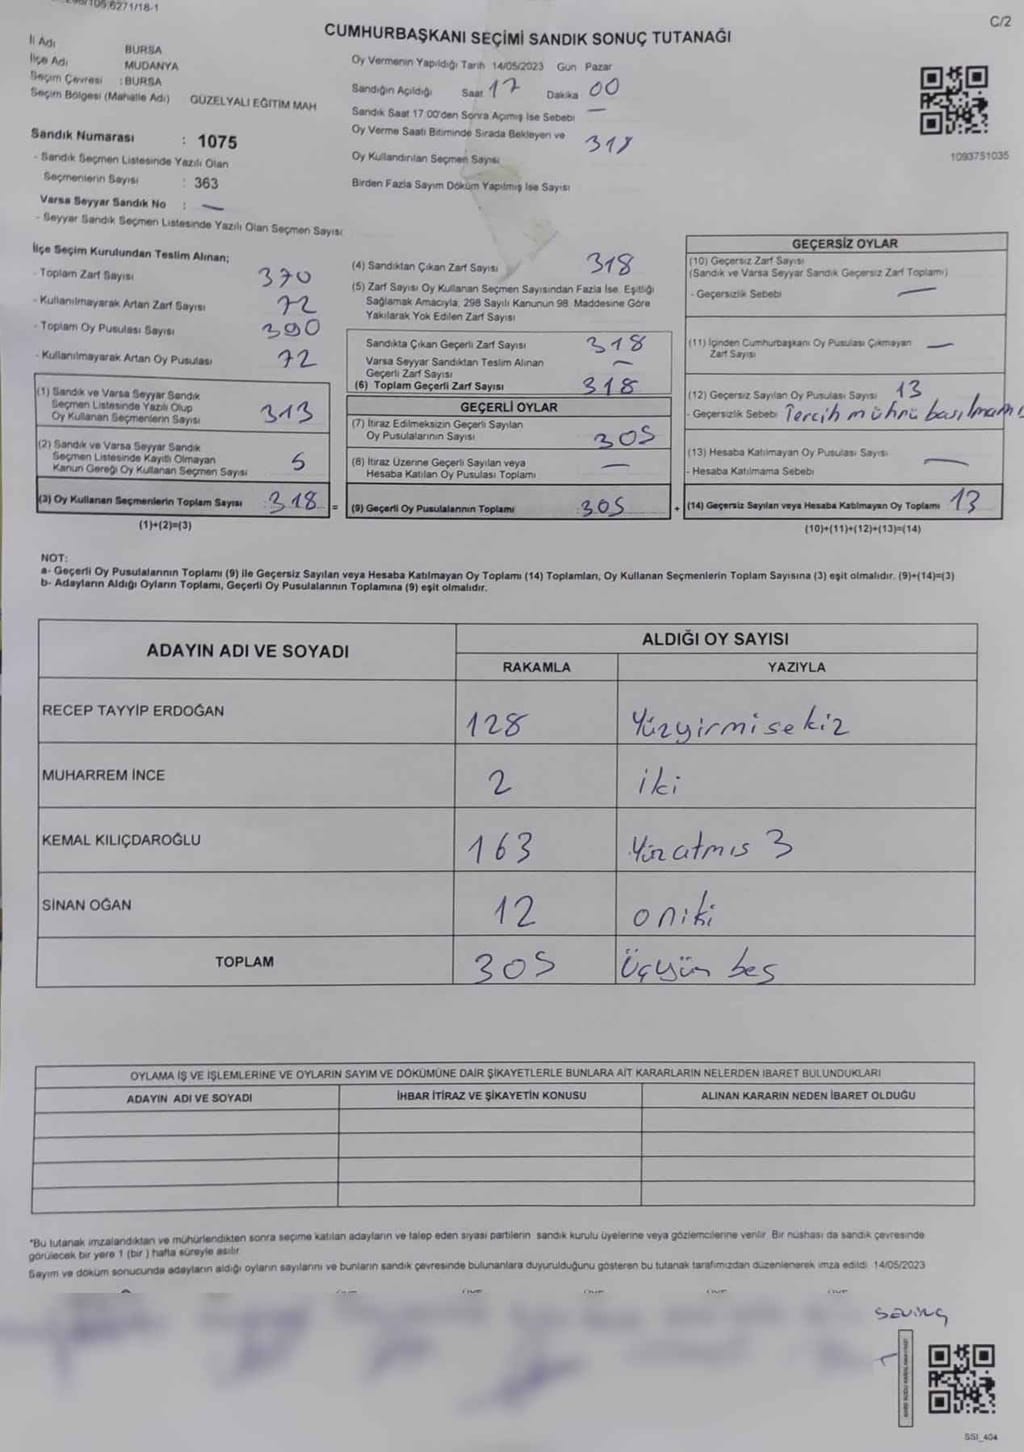 C/2
CUMHURBAŞKANI SEÇİMİ SANDIK SONUÇ TUTANAĞI
İl Adı BURSA
İlçe Adı MUDANYA
Seçim Çevresi : BURSA
Seçim Bölgesi (Mahalle Adı) GÜZELYALI EĞİTİM MAH
Sandık Numarası : 1075
- Sandık Seçmen Listesinde Yazılı Olan
Seçmenlerin Sayısı : 363
Varsa Seyyar Sandık No : —
- Seyyar Sandık Seçmen Listesinde Yazılı Olan Seçmen Sayısı:
Oy Vermenin Yapıldığı Tarih 14/05/2023 Gün Pazar
Sandığın Açıldığı Saat 17 Dakika 00
Sandık Saat 17:00'den Sonra Açımış İse Sebebi —
Oy Verme Saati Bitiminde Sırada Bekleyen ve 318
Oy Kullandırılan Seçmen Sayısı
Birden Fazla Sayım Döküm Yapılmış İse Sayısı
1093751035
İlçe Seçim Kurulundan Teslim Alınan;
- Toplam Zarf Sayısı 370
- Kullanılmayarak Artan Zarf Sayısı 72
- Toplam Oy Pusulası Sayısı 390
- Kullanılmayarak Artan Oy Pusulası 72
(1) Sandık ve Varsa Seyyar Sandık
Seçmen Listesinde Yazılı Olup
Oy Kullanan Seçmenlerin Sayısı 313
(2) Sandık ve Varsa Seyyar Sandık
Seçmen Listesinde Kayıtlı Olmayan
Kanun Gereği Oy Kullanan Seçmen Sayısı 5
(3) Oy Kullanan Seçmenlerin Toplam Sayısı 318 =
(1)+(2)=(3)
(4) Sandıktan Çıkan Zarf Sayısı 318
(5) Zarf Sayısı Oy Kullanan Seçmen Sayısından Fazla İse, Eşitliği
Sağlamak Amacıyla; 298 Sayılı Kanunun 98. Maddesine Göre
Yakılarak Yok Edilen Zarf Sayısı
Sandıkta Çıkan Geçerli Zarf Sayısı 318
Varsa Seyyar Sandıktan Teslim Alınan
Geçerli Zarf Sayısı —
(6) Toplam Geçerli Zarf Sayısı 318
GEÇERLİ OYLAR
(7) İtiraz Edilmeksizin Geçerli Sayılan
Oy Pusulalarının Sayısı 305
(8) İtiraz Üzerine Geçerli Sayılan veya
Hesaba Katılan Oy Pusulası Toplamı —
(9) Geçerli Oy Pusulalarının Toplamı 305 +
GEÇERSİZ OYLAR
(10) Geçersiz Zarf Sayısı
(Sandık ve Varsa Seyyar Sandık Geçersiz Zarf Toplamı)
- Geçersizlik Sebebi —
(11) İçinden Cumhurbaşkanı Oy Pusulası Çıkmayan —
Zarf Sayısı
(12) Geçersiz Sayılan Oy Pusulası Sayısı 13
- Geçersizlik Sebebi Tercih mührü basılmamış
(13) Hesaba Katılmayan Oy Pusulası Sayısı —
- Hesaba Katılmama Sebebi
(14) Geçersiz Sayılan veya Hesaba Katılmayan Oy Toplamı 13
(10)+(11)+(12)+(13)=(14)
NOT:
a- Geçerli Oy Pusulalarının Toplamı (9) ile Geçersiz Sayılan veya Hesaba Katılmayan Oy Toplamı (14) Toplamları, Oy Kullanan Seçmenlerin Toplam Sayısına (3) eşit olmalıdır. (9)+(14)=(3)
b- Adayların Aldığı Oyların Toplamı, Geçerli Oy Pusulalarının Toplamına (9) eşit olmalıdır.
ADAYIN ADI VE SOYADI ALDIĞI OY SAYISI
RAKAMLA YAZIYLA
RECEP TAYYİP ERDOĞAN 128 Yüzyirmisekiz
MUHARREM İNCE 2 iki
KEMAL KILIÇDAROĞLU 163 Yüzatmış 3
SİNAN OĞAN 12 oniki
TOPLAM 305 Üçyüz beş
OYLAMA İŞ VE İŞLEMLERİNE VE OYLARIN SAYIM VE DÖKÜMÜNE DAİR ŞİKAYETLERLE BUNLARA AİT KARARLARIN NELERDEN İBARET BULUNDUKLARI
ADAYIN ADI VE SOYADI İHBAR İTİRAZ VE ŞİKAYETİN KONUSU ALINAN KARARIN NEDEN İBARET OLDUĞU
*Bu tutanak imzalandıktan ve mühürlendikten sonra seçime katılan adayların ve talep eden siyasi partilerin sandık kurulu üyelerine veya gözlemcilerine verilir. Bir nüshası da sandık çevresinde
görülecek bir yere 1 (bir) hafta süreyle asılır.
Sayım ve döküm sonucunda adayların aldığı oyların sayılarını ve bunların sandık çevresinde bulunanlara duyurulduğunu gösteren bu tutanak tarafımızdan düzenlenerek imza edildi. 14/05/2023
SEVİNÇ
SSI_404